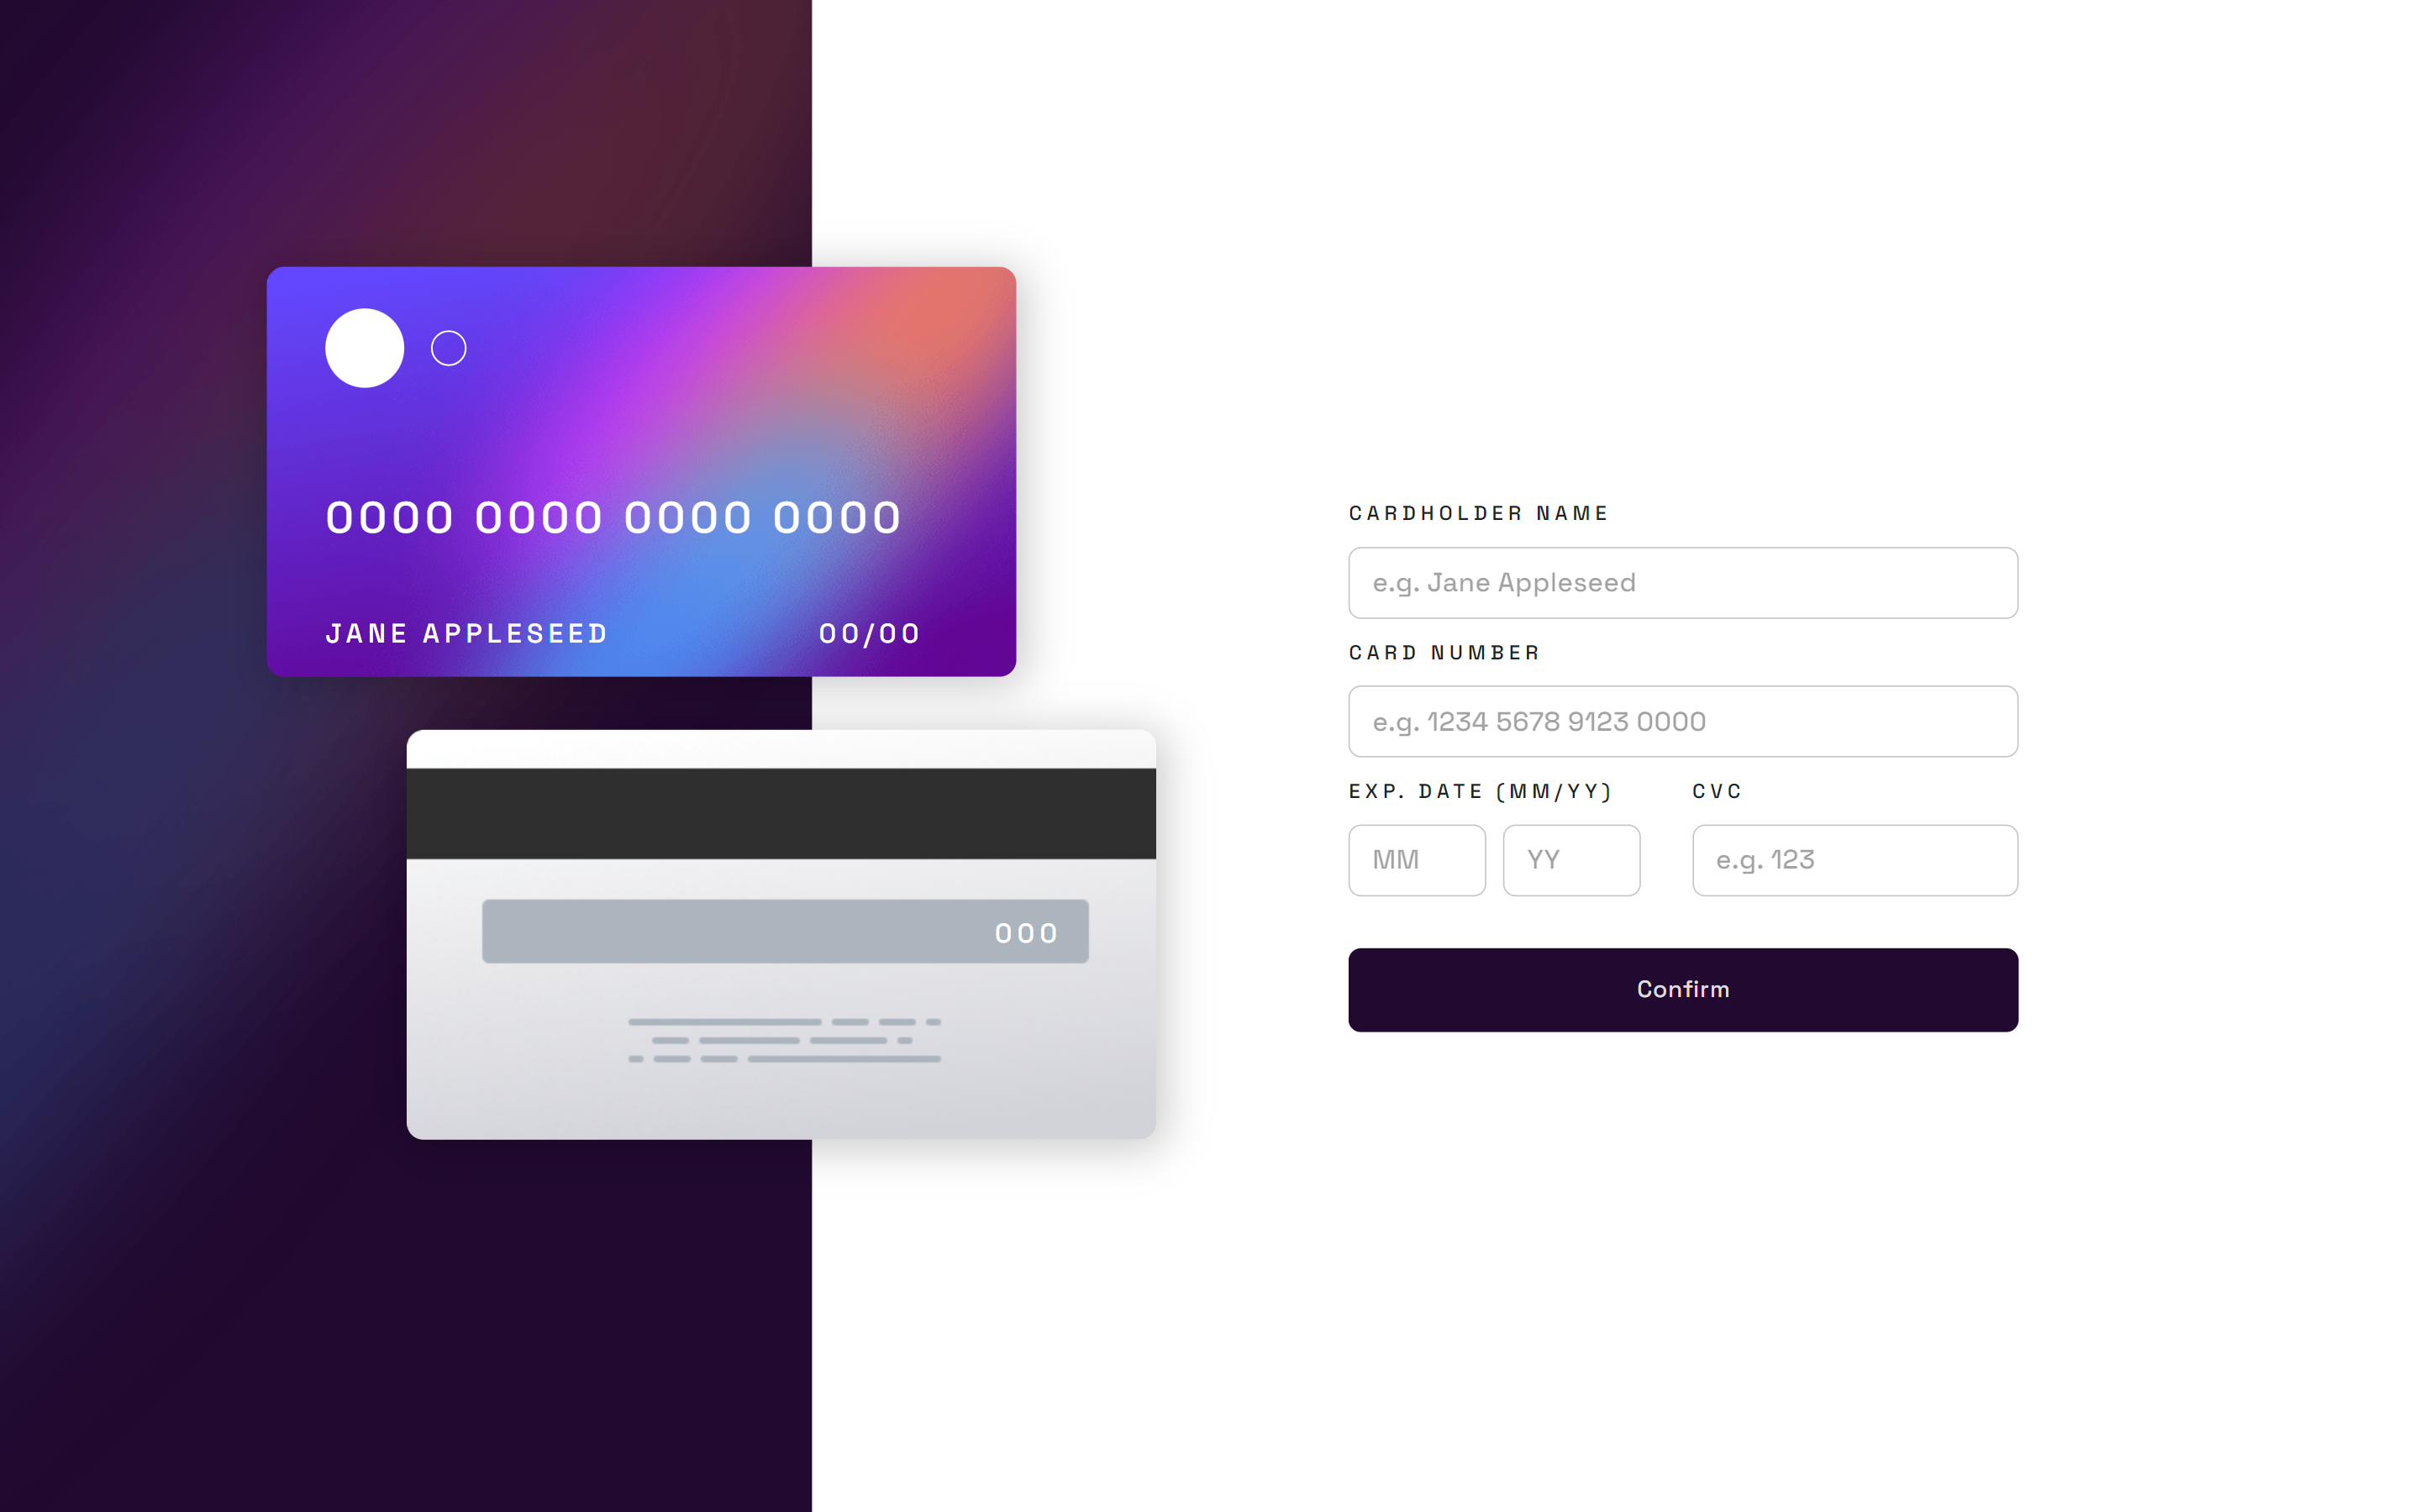 0000 0000 0000 0000
JANE APPLESEED 00/00
000
CARDHOLDER NAME
e.g. Jane Appleseed
CARD NUMBER
e.g. 1234 5678 9123 0000
EXP. DATE (MM/YY) CVC
MM YY e.g. 123
Confirm